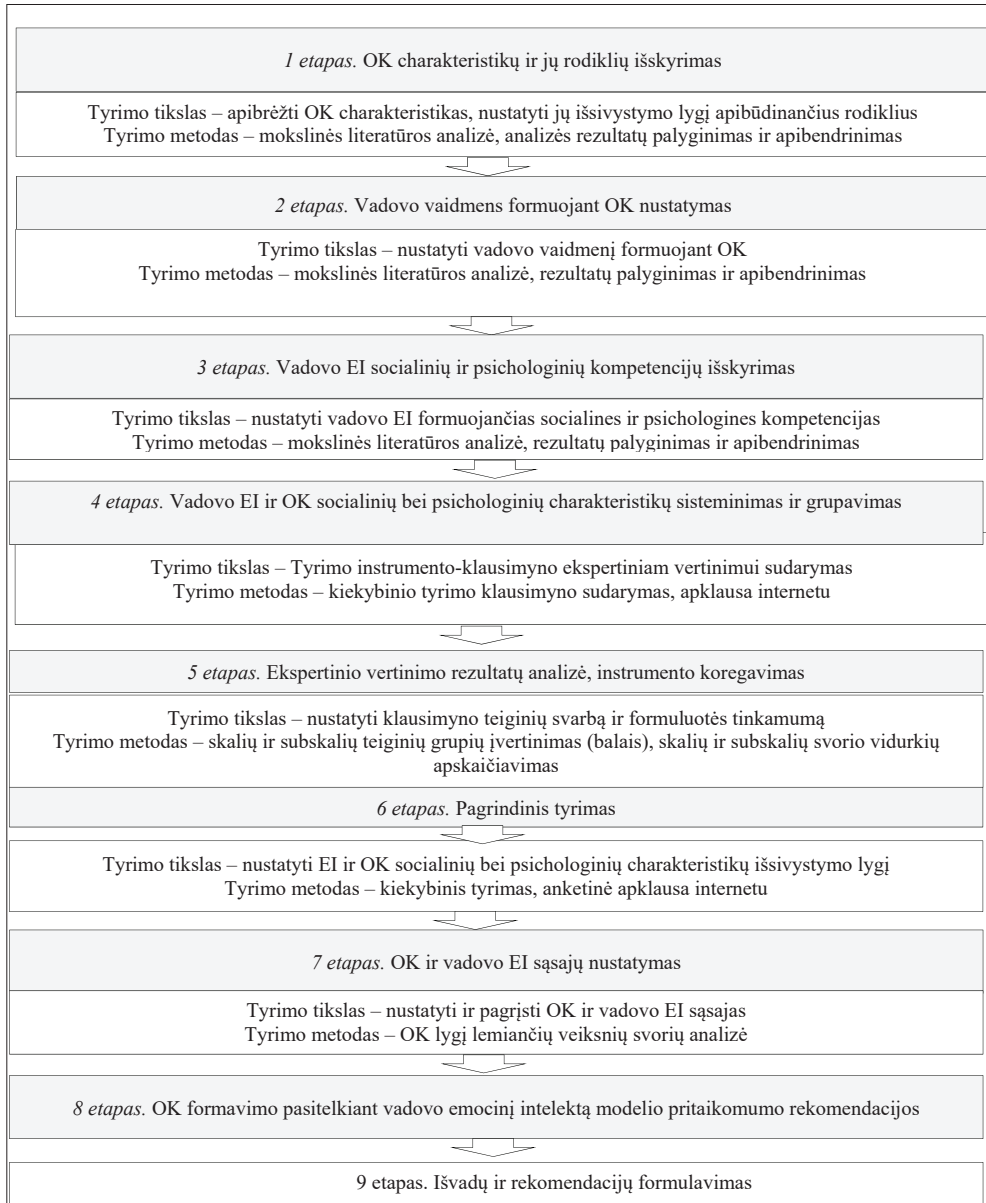 1 etapas. OK charakteristikų ir jų rodiklių išskyrimas
Tyrimo tikslas – apibrėžti OK charakteristikas, nustatyti jų išsivystymo lygį apibūdinančius rodiklius
Tyrimo metodas – mokslinės literatūros analizė, analizės rezultatų palyginimas ir apibendrinimas
2 etapas. Vadovo vaidmens formuojant OK nustatymas
Tyrimo tikslas – nustatyti vadovo vaidmenį formuojant OK
Tyrimo metodas – mokslinės literatūros analizė, rezultatų palyginimas ir apibendrinimas
3 etapas. Vadovo EI socialinių ir psichologinių kompetencijų išskyrimas
Tyrimo tikslas – nustatyti vadovo EI formuojančias socialines ir psichologines kompetencijas
Tyrimo metodas – mokslinės literatūros analizė, rezultatų palyginimas ir apibendrinimas
4 etapas. Vadovo EI ir OK socialinių bei psichologinių charakteristikų sisteminimas ir grupavimas
Tyrimo tikslas – Tyrimo instrumento-klausimyno ekspertiniam vertinimui sudarymas
Tyrimo metodas – kiekybinio tyrimo klausimyno sudarymas, apklausa internetu
5 etapas. Ekspertinio vertinimo rezultatų analizė, instrumento koregavimas
Tyrimo tikslas – nustatyti klausimyno teiginių svarbą ir formuluotės tinkamumą
Tyrimo metodas – skalių ir subskalių teiginių grupių įvertinimas (balais), skalių ir subskalių svorio vidurkių
apskaičiavimas
6 etapas. Pagrindinis tyrimas
Tyrimo tikslas – nustatyti EI ir OK socialinių bei psichologinių charakteristikų išsivystymo lygį
Tyrimo metodas – kiekybinis tyrimas, anketinė apklausa internetu
7 etapas. OK ir vadovo EI sąsajų nustatymas
Tyrimo tikslas – nustatyti ir pagrįsti OK ir vadovo EI sąsajas
Tyrimo metodas – OK lygį lemiančių veiksnių svorių analizė
8 etapas. OK formavimo pasitelkiant vadovo emocinį intelektą modelio pritaikomumo rekomendacijos
9 etapas. Išvadų ir rekomendacijų formulavimas